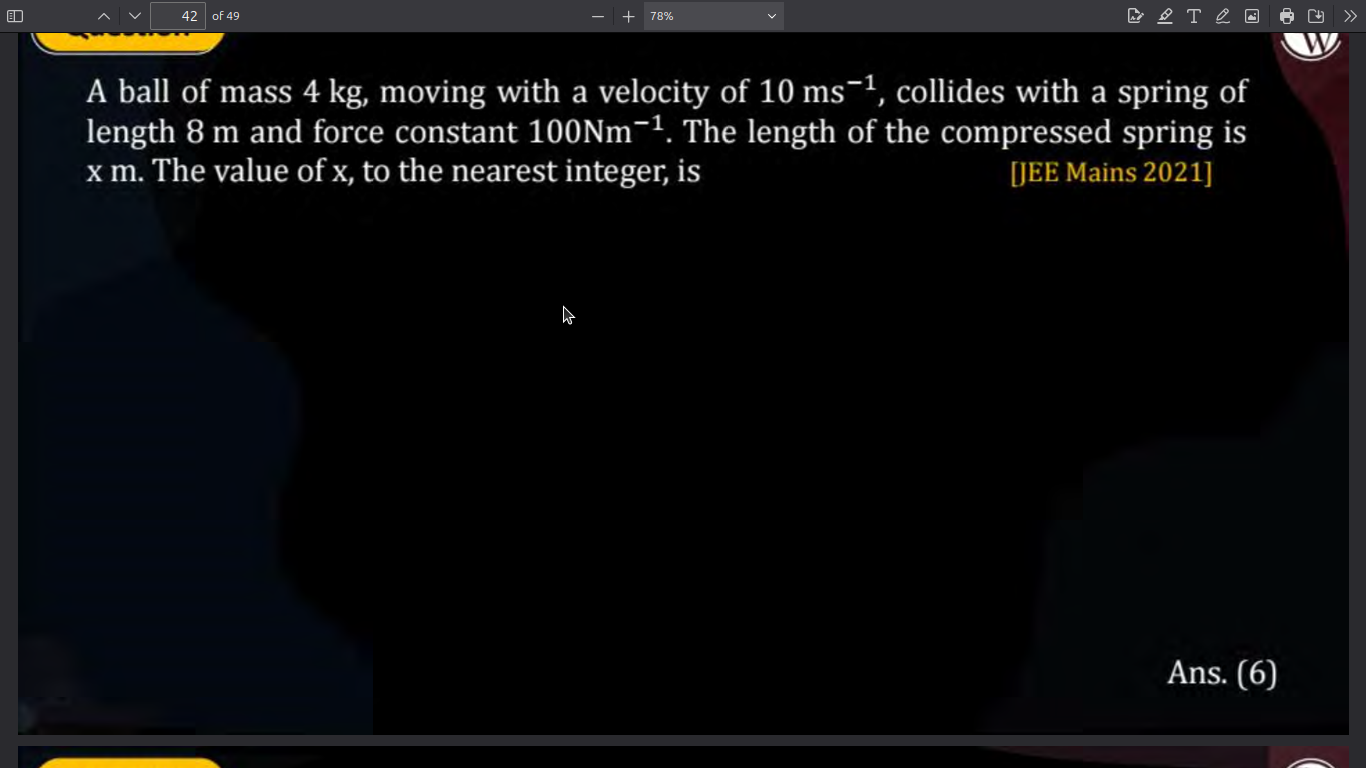 42 of 49 78%
Question
W
A ball of mass 4 kg, moving with a velocity of 10 ms⁻¹, collides with a spring of
length 8 m and force constant 100Nm⁻¹. The length of the compressed spring is
x m. The value of x, to the nearest integer, is [JEE Mains 2021]
Ans. (6)